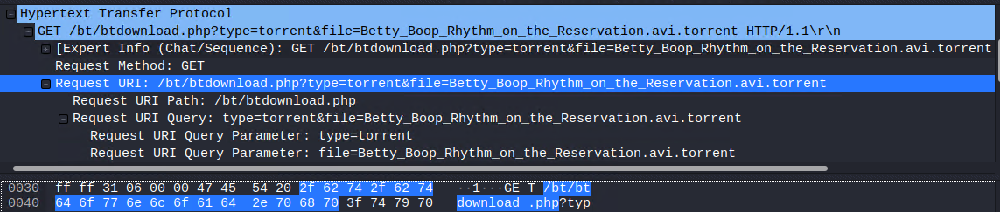 Hypertext Transfer Protocol
GET /bt/btdownload.php?type=torrent&file=Betty_Boop_Rhythm_on_the_Reservation.avi.torrent HTTP/1.1\r\n
[Expert Info (Chat/Sequence): GET /bt/btdownload.php?type=torrent&file=Betty_Boop_Rhythm_on_the_Reservation.avi.torrent
Request Method: GET
Request URI: /bt/btdownload.php?type=torrent&file=Betty_Boop_Rhythm_on_the_Reservation.avi.torrent
Request URI Path: /bt/btdownload.php
Request URI Query: type=torrent&file=Betty_Boop_Rhythm_on_the_Reservation.avi.torrent
Request URI Query Parameter: type=torrent
Request URI Query Parameter: file=Betty_Boop_Rhythm_on_the_Reservation.avi.torrent
0030 ff ff 31 06 00 00 47 45 54 20 2f 62 74 2f 62 74 ··1···GE T /bt/bt
0040 64 6f 77 6e 6c 6f 61 64 2e 70 68 70 3f 74 79 70 download .php?typ